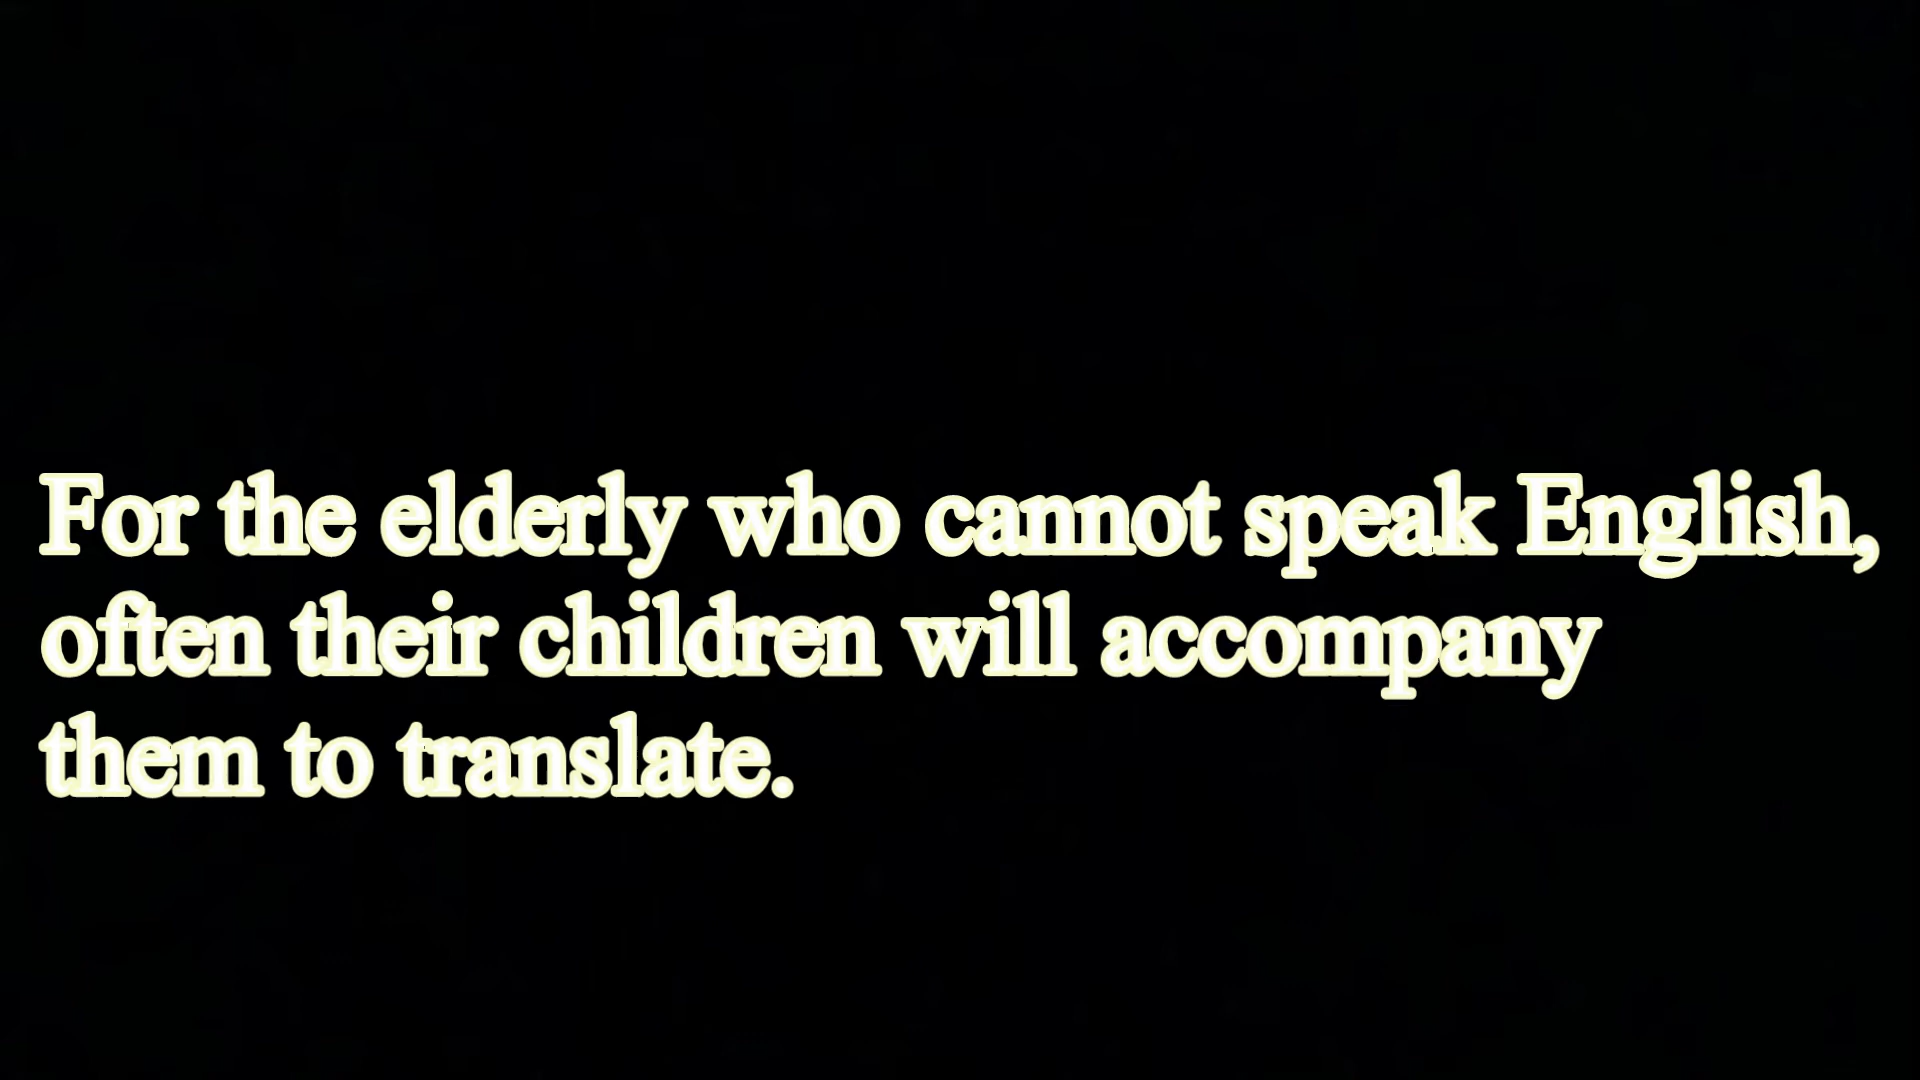 For the elderly who cannot speak English,
often their children will accompany
them to translate.